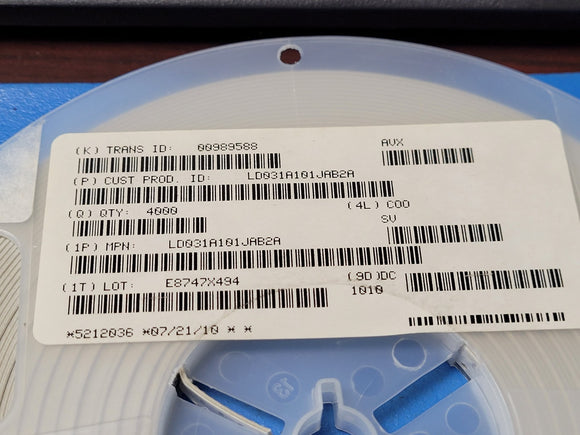 (K) TRANS ID: 00989588 AVX
(P) CUST PROD. ID: LD031A101JAB2A
(Q) QTY: 4000 (4L) COO
SV
(1P) MPN: LD031A101JAB2A
(1T) LOT: E8747X494 (9D)DC
1010
*5212036 *07/21/10 * *